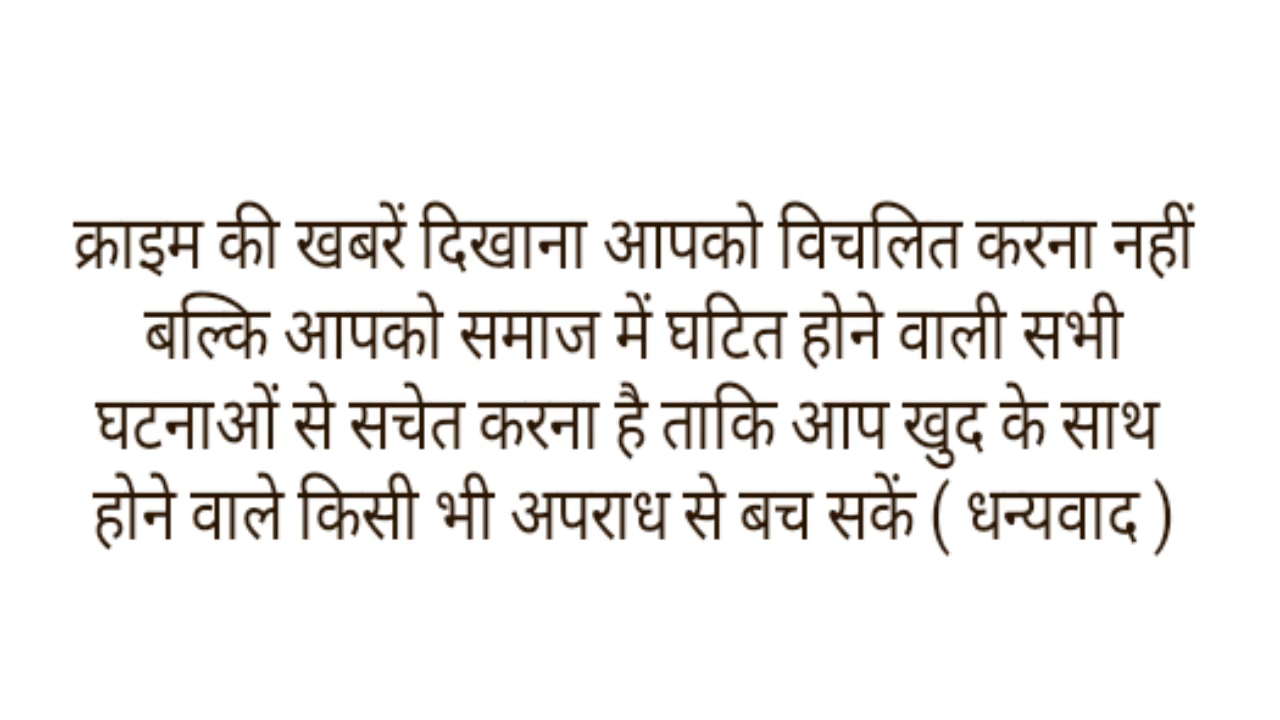 क्राइम की खबरें दिखाना आपको विचलित करना नहीं
बल्कि आपको समाज में घटित होने वाली सभी
घटनाओं से सचेत करना है ताकि आप खुद के साथ
होने वाले किसी भी अपराध से बच सकें ( धन्यवाद )